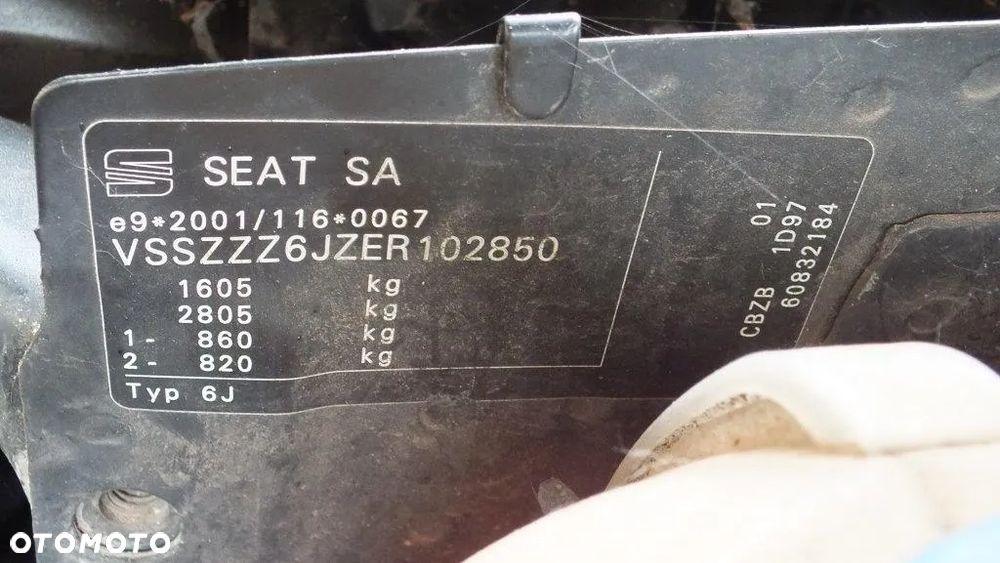 SEAT SA
e9*2001/116*0067
VSSZZZ6JZER102850
1605 kg
2805 kg
1- 860 kg
2- 820 kg
Typ 6J
CBZB 01
1D97
60832184
OTOMOTO